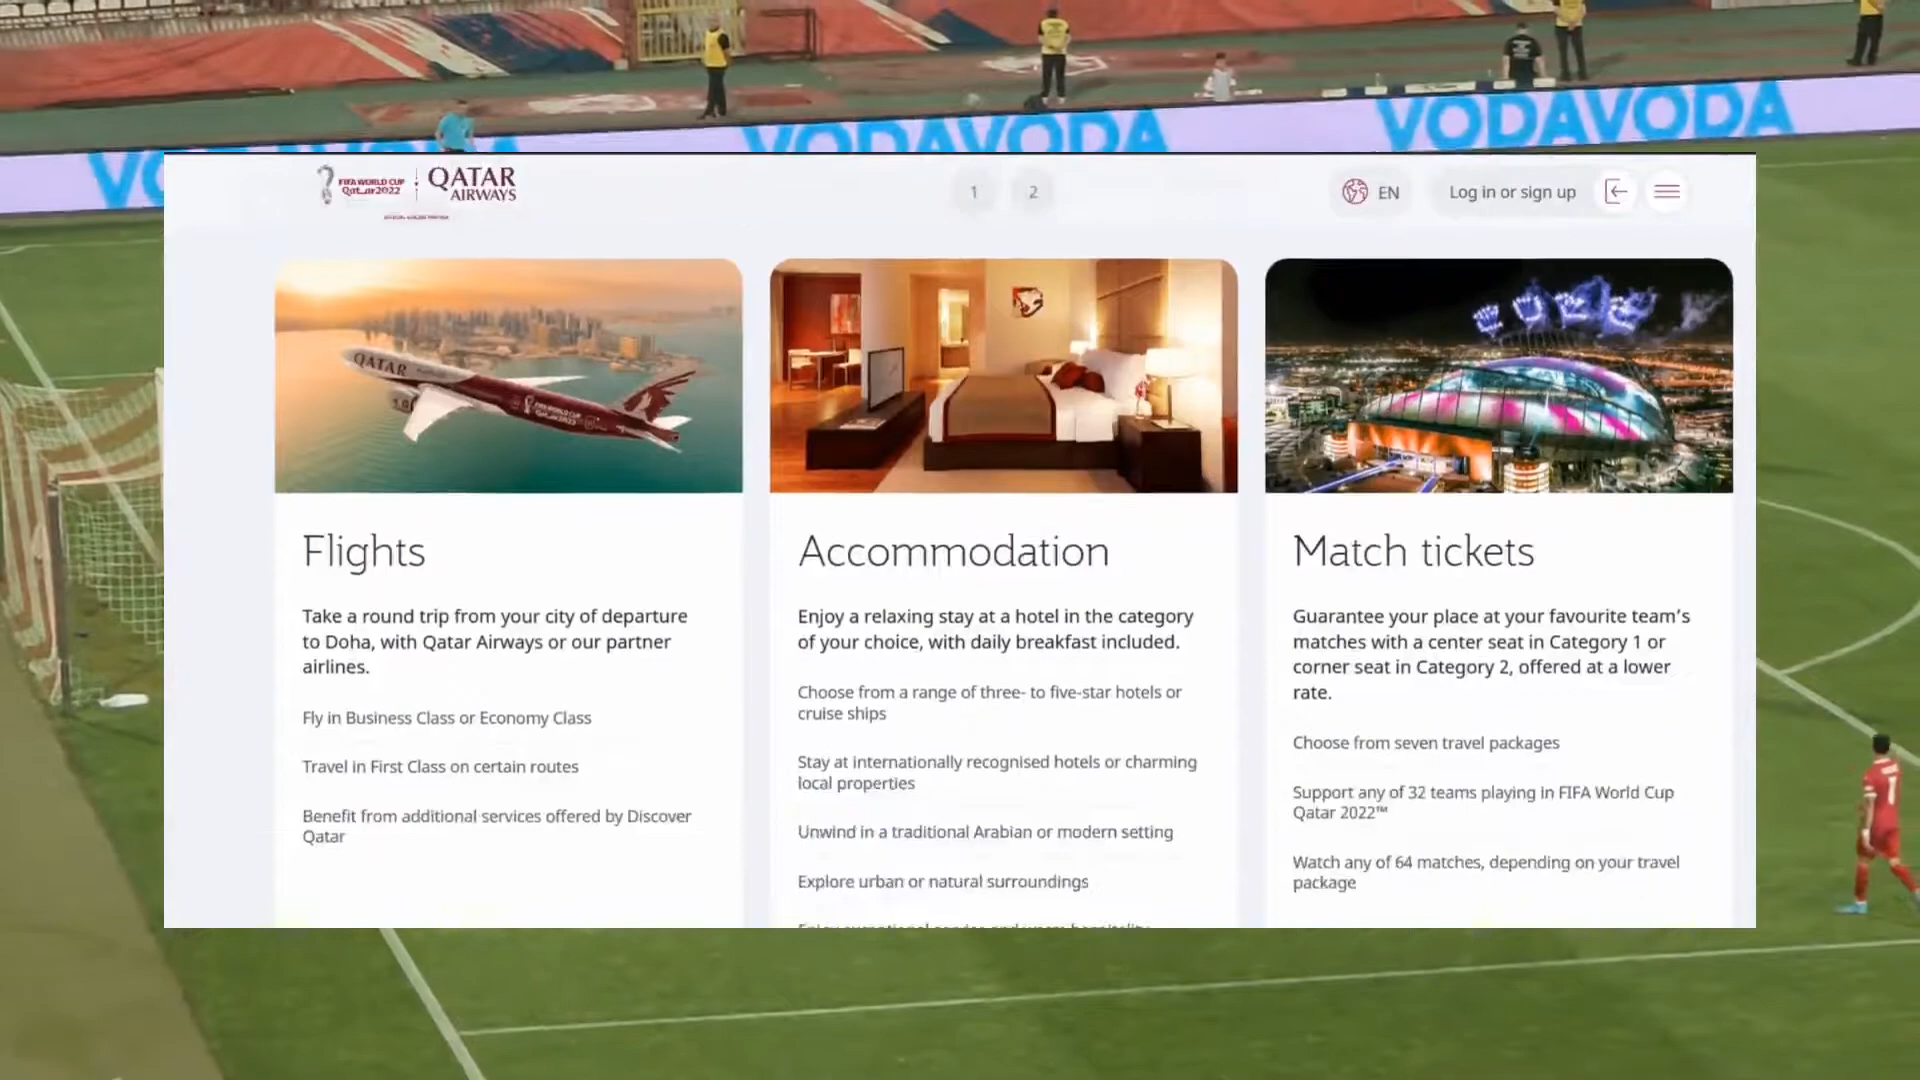 VODAVODA
VODAVODA
FIFA WORLD CUP
Qatar2022
QATAR
AIRWAYS
1
2
EN
Log in or sign up
QATAR
Flights
Take a round trip from your city of departure
to Doha, with Qatar Airways or our partner
airlines.
Fly in Business Class or Economy Class
Travel in First Class on certain routes
Benefit from additional services offered by Discover
Qatar
Accommodation
Enjoy a relaxing stay at a hotel in the category
of your choice, with daily breakfast included.
Choose from a range of three- to five-star hotels or
cruise ships
Stay at internationally recognised hotels or charming
local properties
Unwind in a traditional Arabian or modern setting
Explore urban or natural surroundings
Match tickets
Guarantee your place at your favourite team’s
matches with a center seat in Category 1 or
corner seat in Category 2, offered at a lower
rate.
Choose from seven travel packages
Support any of 32 teams playing in FIFA World Cup
Qatar 2022™
Watch any of 64 matches, depending on your travel
package